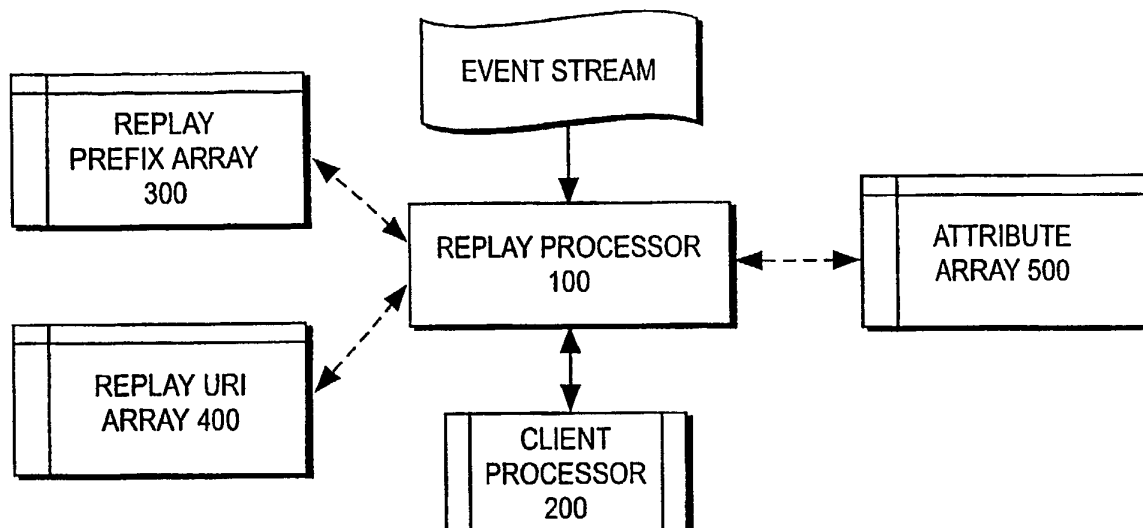 EVENT STREAM
REPLAY
PREFIX ARRAY
300
REPLAY PROCESSOR
100
ATTRIBUTE
ARRAY 500
REPLAY URI
ARRAY 400
CLIENT
PROCESSOR
200